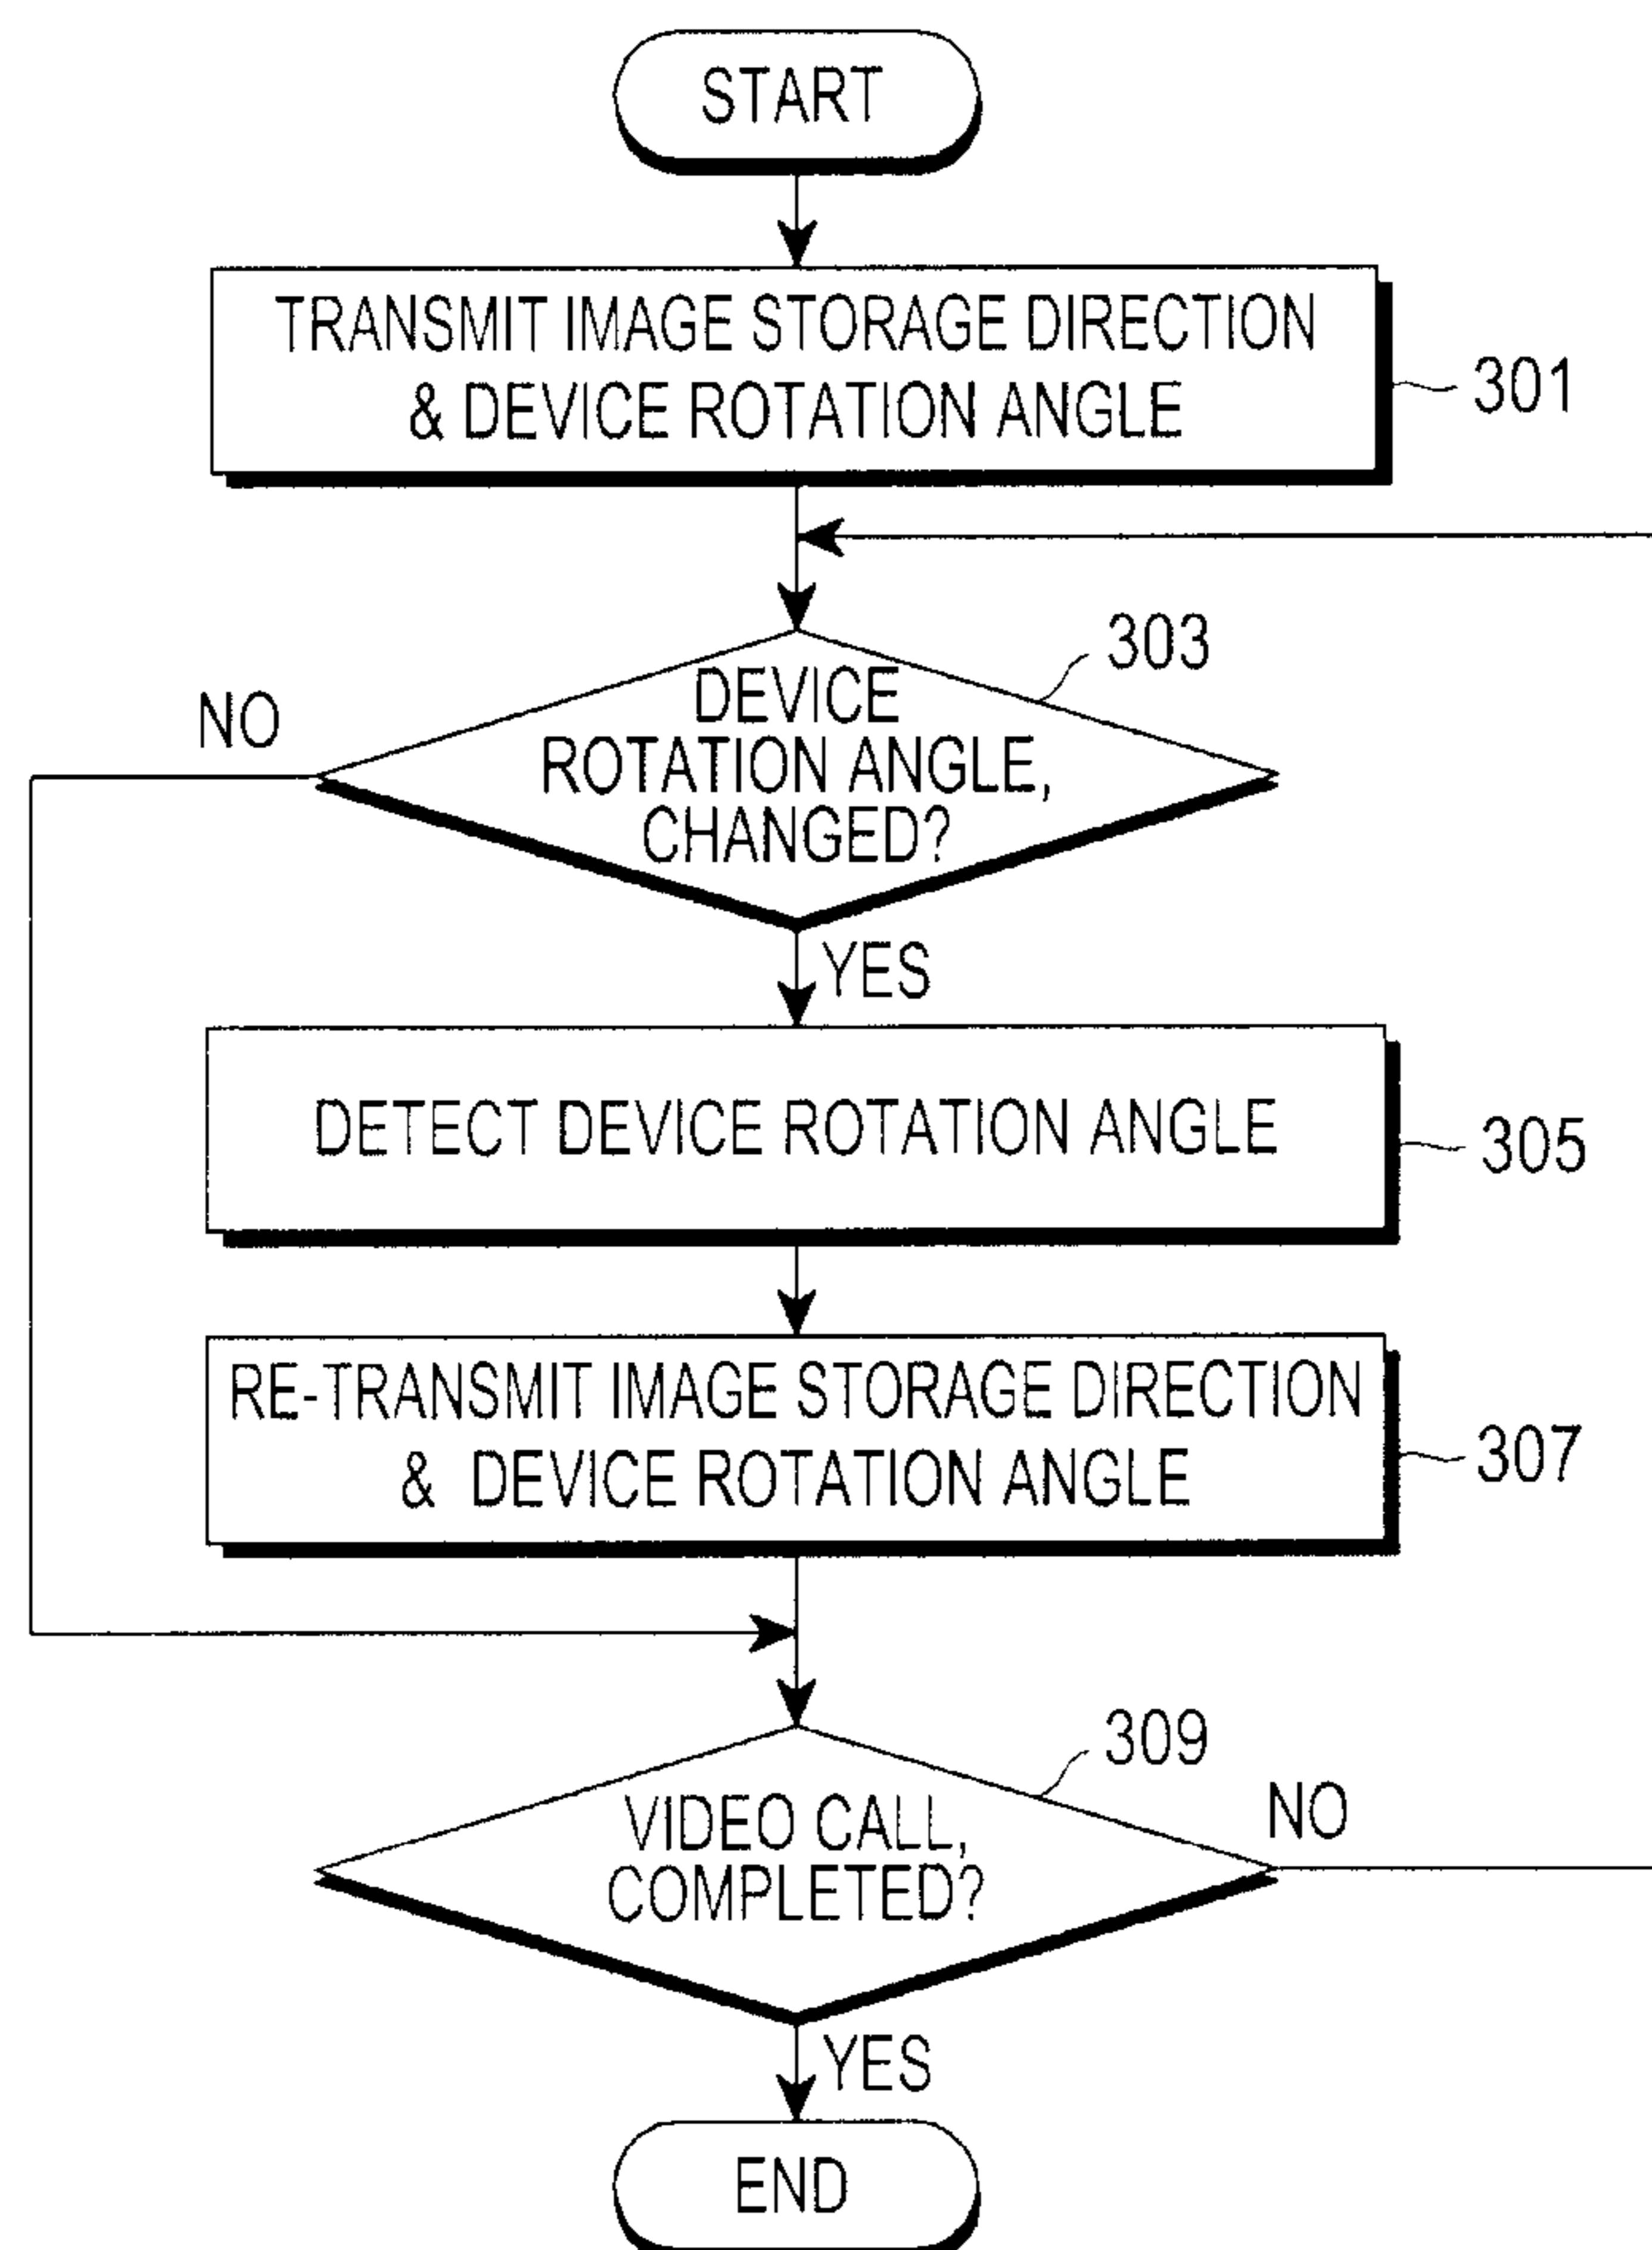 START
TRANSMIT IMAGE STORAGE DIRECTION
& DEVICE ROTATION ANGLE
301
303
NO
DEVICE
ROTATION ANGLE,
CHANGED?
YES
DETECT DEVICE ROTATION ANGLE
305
RE-TRANSMIT IMAGE STORAGE DIRECTION
& DEVICE ROTATION ANGLE
307
309
VIDEO CALL,
COMPLETED?
NO
YES
END